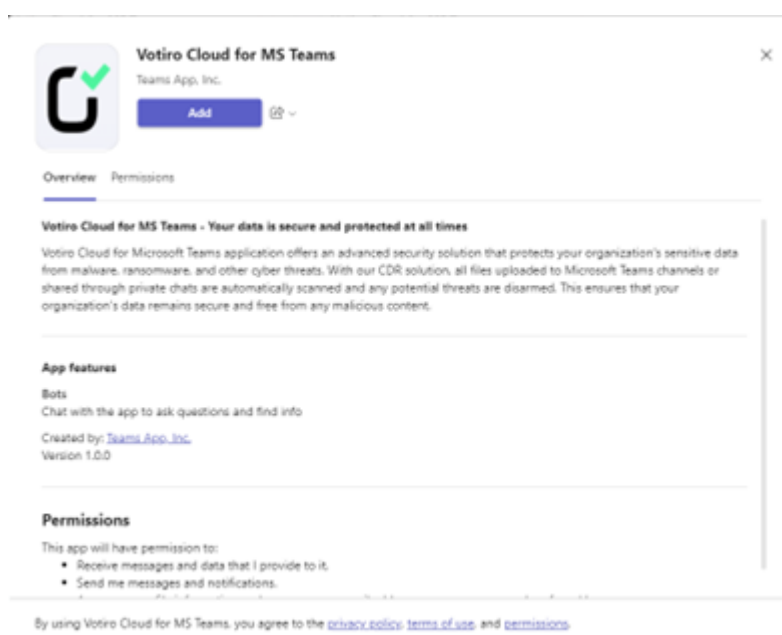 Votiro Cloud for MS Teams
Teams App, Inc.
Add
Overview Permissions
Votiro Cloud for MS Teams - Your data is secure and protected at all times
Votiro Cloud for Microsoft Teams application offers an advanced security solution that protects your organization's sensitive data
from malware, ransomware, and other cyber threats. With our CDR solution, all files uploaded to Microsoft Teams channels or
shared through private chats are automatically scanned and any potential threats are disarmed. This ensures that your
organization's data remains secure and free from any malicious content.
App features
Bots
Chat with the app to ask questions and find info
Created by: Teams App, Inc.
Version 1.0.0
Permissions
This app will have permission to:
• Receive messages and data that I provide to it.
• Send me messages and notifications.
By using Votiro Cloud for MS Teams, you agree to the privacy policy, terms of use, and permissions.